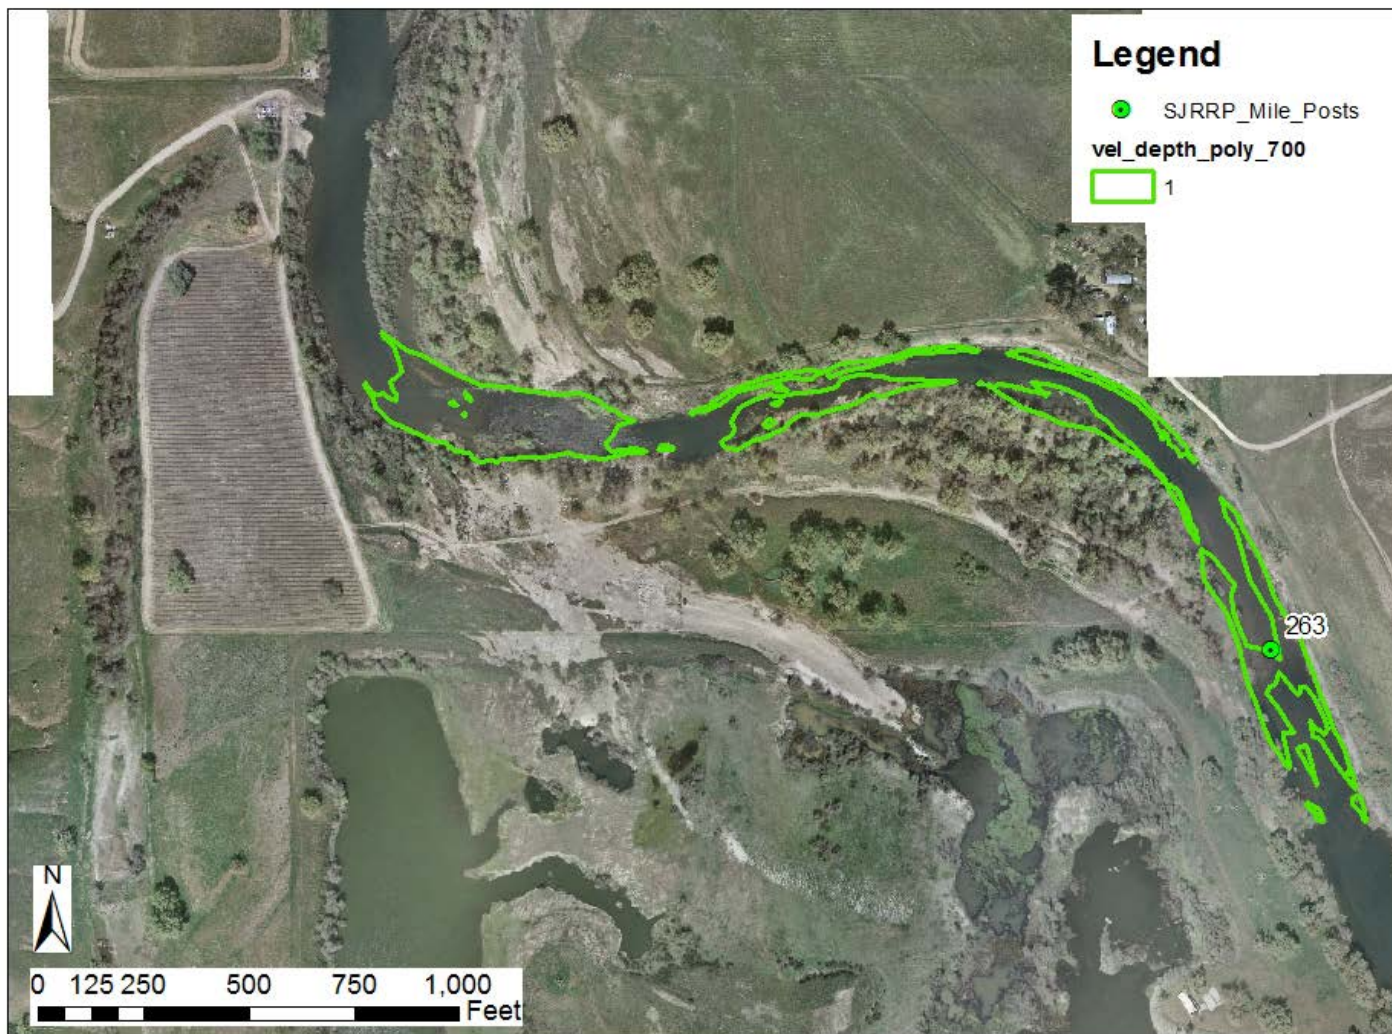 Legend
SJRRP_Mile_Posts
vel_depth_poly_700
1
263
N
0 125 250 500 750 1,000
Feet